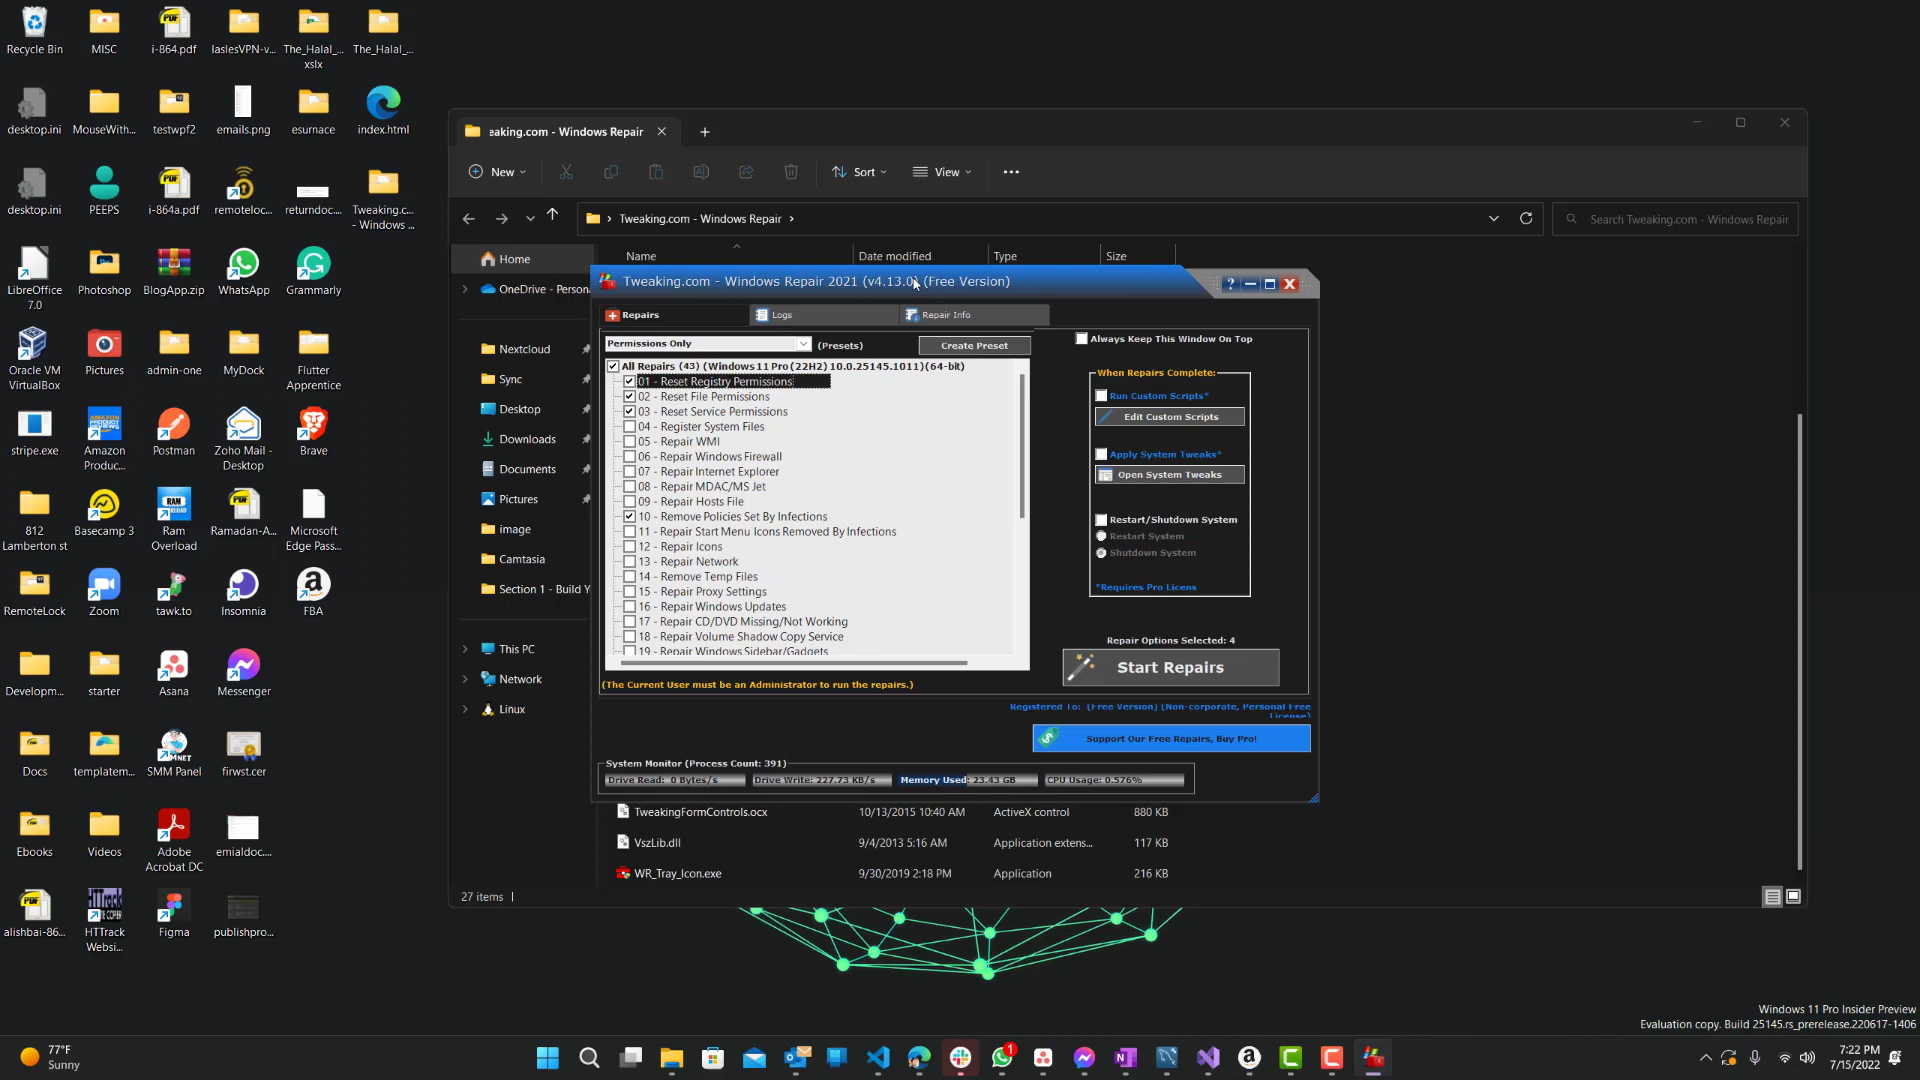 Recycle Bin
MISC
i-864.pdf
laslesVPN-v...
The_Halal_...
xslx
The_Halal_...
desktop.ini
MouseWith...
testwpf2
emails.png
esurnace
index.html
desktop.ini
PEEPS
i-864a.pdf
remoteloc...
returndoc...
Tweaking.c...
- Windows ...
LibreOffice
7.0
Photoshop
BlogApp.zip
WhatsApp
Grammarly
Oracle VM
VirtualBox
Pictures
admin-one
MyDock
Flutter
Apprentice
stripe.exe
Amazon
Produc...
Postman
Zoho Mail -
Desktop
Brave
812
Lamberton st
Basecamp 3
Ram
Overload
Ramadan-A...
Microsoft
Edge Pass...
RemoteLock
Zoom
tawk.to
Insomnia
FBA
Developm...
starter
Asana
Messenger
Docs
templatem...
SMM Panel
firwst.cer
Ebooks
Videos
Adobe
Acrobat DC
emialdoc....
alishbai-86...
HTTrack
Websi...
Figma
publishpro...
eaking.com - Windows Repair
New
Sort
View
Tweaking.com - Windows Repair
Search Tweaking.com - Windows Repair
Home
OneDrive - Person
Nextcloud
Sync
Desktop
Downloads
Documents
Pictures
image
Camtasia
Section 1 - Build Y
This PC
Network
Linux
Name
Date modified
Type
Size
Tweaking.com - Windows Repair 2021 (v4.13.0) (Free Version)
Repairs
Logs
Repair Info
Permissions Only
(Presets)
Create Preset
All Repairs (43) (Windows 11 Pro (22H2) 10.0.25145.1011)(64-bit)
01 - Reset Registry Permissions
02 - Reset File Permissions
03 - Reset Service Permissions
04 - Register System Files
05 - Repair WMI
06 - Repair Windows Firewall
07 - Repair Internet Explorer
08 - Repair MDAC/MS Jet
09 - Repair Hosts File
10 - Remove Policies Set By Infections
11 - Repair Start Menu Icons Removed By Infections
12 - Repair Icons
13 - Repair Network
14 - Remove Temp Files
15 - Repair Proxy Settings
16 - Repair Windows Updates
17 - Repair CD/DVD Missing/Not Working
18 - Repair Volume Shadow Copy Service
19 - Repair Windows Sidebar/Gadgets
(The Current User must be an Administrator to run the repairs.)
Always Keep This Window On Top
When Repairs Complete:
Run Custom Scripts*
Edit Custom Scripts
Apply System Tweaks*
Open System Tweaks
Restart/Shutdown System
Restart System
Shutdown System
*Requires Pro Licens
Repair Options Selected: 4
Start Repairs
Registered To: (Free Version) (Non-corporate, Personal Free
License)
Support Our Free Repairs, Buy Pro!
System Monitor (Process Count: 391)
Drive Read: 0 Bytes/s
Drive Write: 227.73 KB/s
Memory Used: 23.43 GB
CPU Usage: 0.576%
TweakingFormControls.ocx
10/13/2015 10:40 AM
ActiveX control
880 KB
VszLib.dll
9/4/2013 5:16 AM
Application extens...
117 KB
WR_Tray_Icon.exe
9/30/2019 2:18 PM
Application
216 KB
27 items
Windows 11 Pro Insider Preview
Evaluation copy. Build 25145.rs_prerelease.220617-1406
77°F
Sunny
1
7:22 PM
7/15/2022